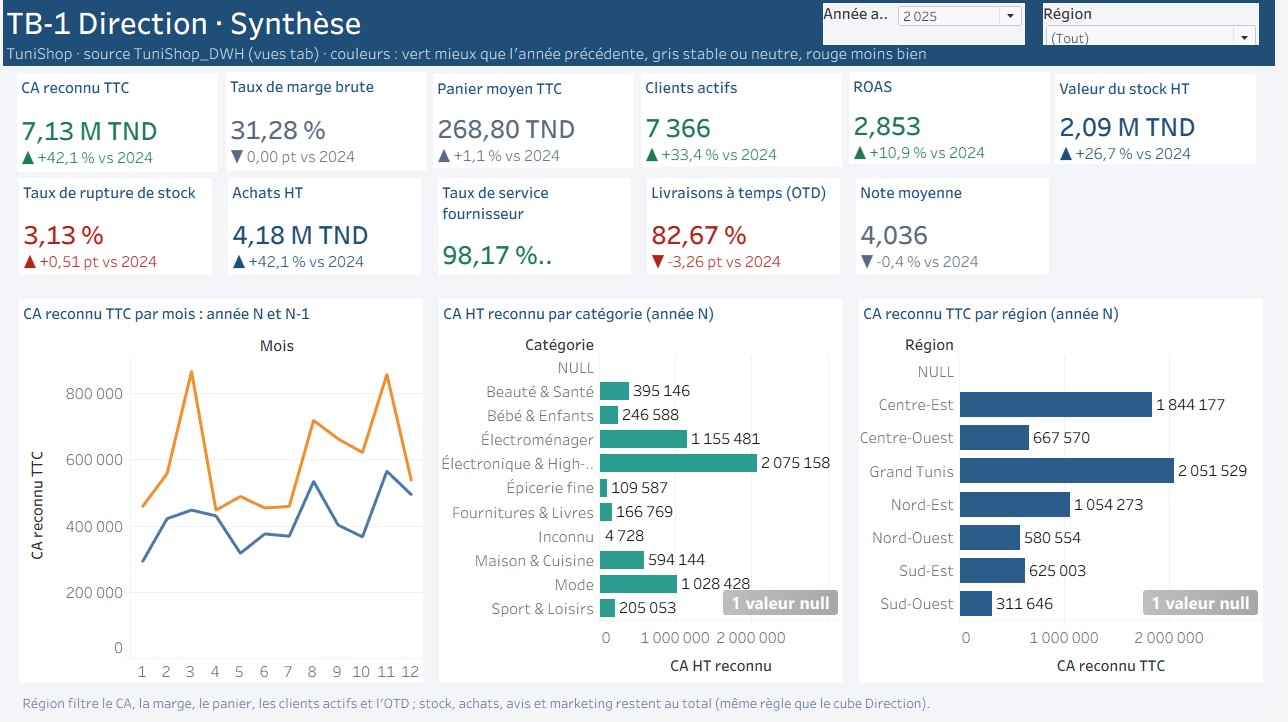 TB-1 Direction · Synthèse
Année a..
2 025
Région
(Tout)
TuniShop · source TuniShop_DWH (vues tab) · couleurs : vert mieux que l'année précédente, gris stable ou neutre, rouge moins bien
CA reconnu TTC
7,13 M TND
▲ +42,1 % vs 2024
Taux de marge brute
31,28 %
▼ 0,00 pt vs 2024
Panier moyen TTC
268,80 TND
▲ +1,1 % vs 2024
Clients actifs
7 366
▲ +33,4 % vs 2024
ROAS
2,853
▲ +10,9 % vs 2024
Valeur du stock HT
2,09 M TND
▲ +26,7 % vs 2024
Taux de rupture de stock
3,13 %
▲ +0,51 pt vs 2024
Achats HT
4,18 M TND
▲ +42,1 % vs 2024
Taux de service
fournisseur
98,17 %..
Livraisons à temps (OTD)
82,67 %
▼ -3,26 pt vs 2024
Note moyenne
4,036
▼ -0,4 % vs 2024
CA reconnu TTC par mois : année N et N-1
Mois
CA reconnu TTC
800 000
600 000
400 000
200 000
0
1 2 3 4 5 6 7 8 9 10 11 12
CA HT reconnu par catégorie (année N)
Catégorie
NULL
Beauté & Santé 395 146
Bébé & Enfants 246 588
Électroménager 1 155 481
Électronique & High-.. 2 075 158
Épicerie fine 109 587
Fournitures & Livres 166 769
Inconnu 4 728
Maison & Cuisine 594 144
Mode 1 028 428
Sport & Loisirs 205 053
1 valeur null
0 1 000 000 2 000 000
CA HT reconnu
CA reconnu TTC par région (année N)
Région
NULL
Centre-Est 1 844 177
Centre-Ouest 667 570
Grand Tunis 2 051 529
Nord-Est 1 054 273
Nord-Ouest 580 554
Sud-Est 625 003
Sud-Ouest 311 646
1 valeur null
0 1 000 000 2 000 000
CA reconnu TTC
Région filtre le CA, la marge, le panier, les clients actifs et l'OTD ; stock, achats, avis et marketing restent au total (même règle que le cube Direction).